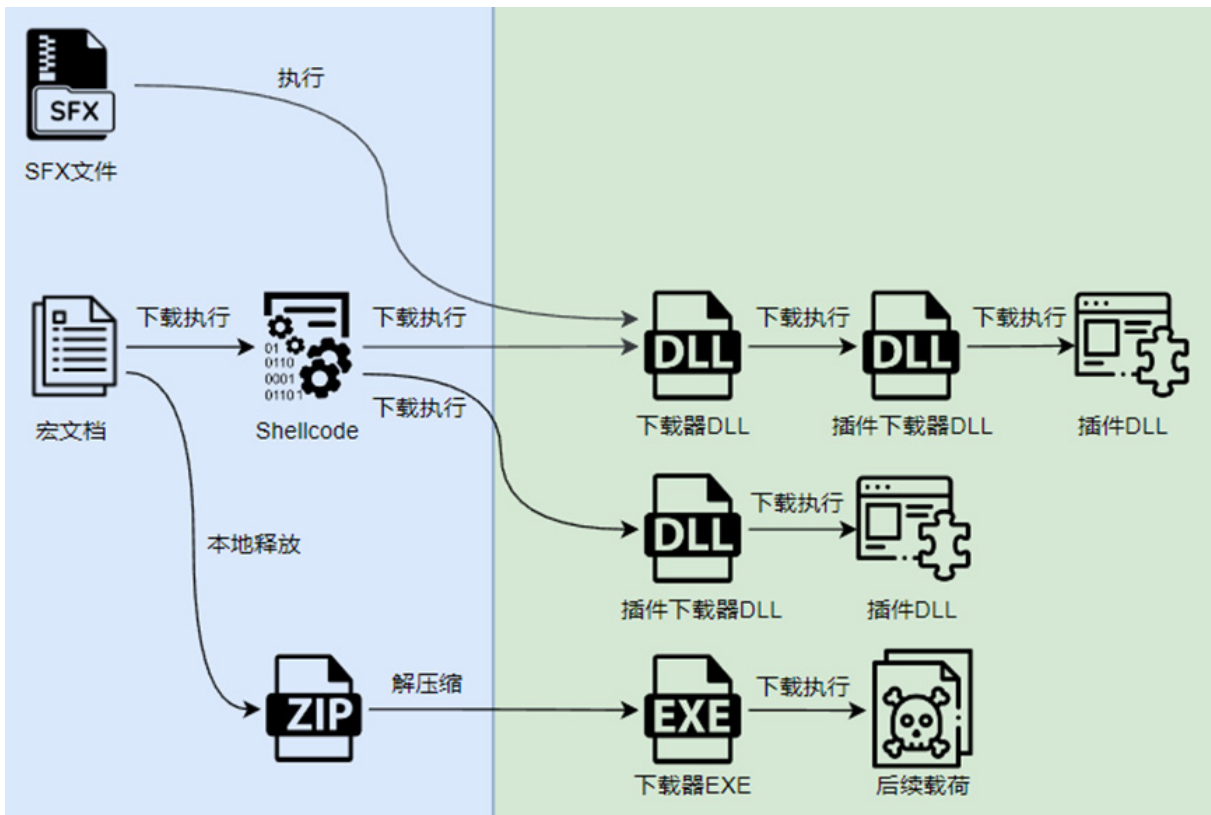 SFX
执行
SFX文件
下载执行
下载执行
下载执行
下载执行
01
0110
0001
01101
DLL
DLL
下载执行
宏文档
Shellcode
下载器DLL
插件下载器DLL
插件DLL
下载执行
DLL
本地释放
插件下载器DLL
插件DLL
解压缩
下载执行
ZIP
EXE
下载器EXE
后续载荷